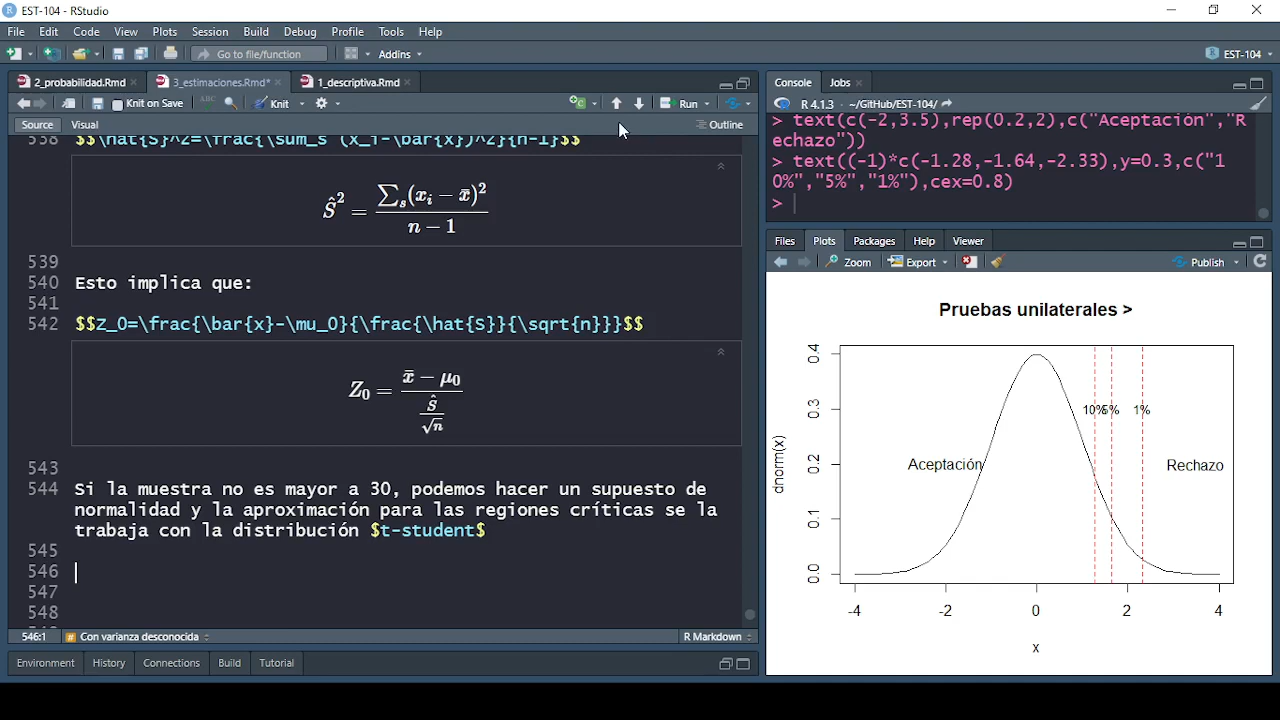 EST-104 - RStudio
File Edit Code View Plots Session Build Debug Profile Tools Help
Go to file/function Addins EST-104
2_probabilidad.Rmd 3_estimaciones.Rmd* 1_descriptiva.Rmd
Knit on Save Knit Run
Source Visual Outline
538 $$\hat{S}^2=\frac{\sum_s (x_i-\bar{x})^2}{n-1}$$
Ŝ² = ∑ₛ(xᵢ − x̄)² / n − 1
539
540 Esto implica que:
541
542 $$Z_0=\frac{\bar{x}-\mu_0}{\frac{\hat{S}}{\sqrt{n}}}$$
Z₀ = x̄ − μ₀ / Ŝ / √n
543
544 Si la muestra no es mayor a 30, podemos hacer un supuesto de
normalidad y la aproximación para las regiones críticas se la
trabaja con la distribución $t-student$
545
546
547
548
546:1 # Con varianza desconocida R Markdown
Environment History Connections Build Tutorial
Console Jobs
R 4.1.3 · ~/GitHub/EST-104/
> text(c(-2,3.5),rep(0.2,2),c("Aceptación","R
echazo"))
> text((-1)*c(-1.28,-1.64,-2.33),y=0.3,c("1
0%","5%","1%"),cex=0.8)
>
Files Plots Packages Help Viewer
Zoom Export Publish
Pruebas unilaterales >
dnorm(x)
0.4
0.3
0.2
0.1
0.0
10% 5% 1%
Aceptación Rechazo
-4 -2 0 2 4
x